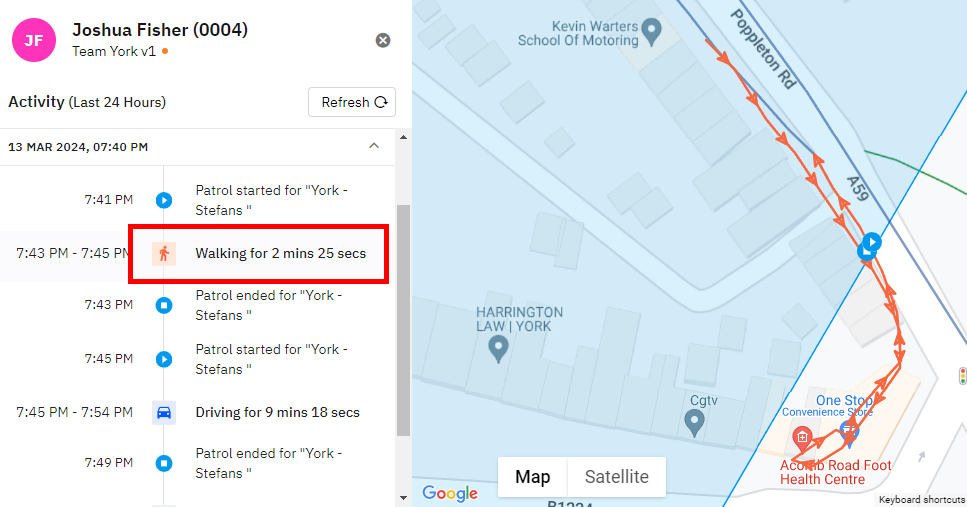 JF
Joshua Fisher (0004)
Team York v1
Activity (Last 24 Hours)
Refresh
13 MAR 2024, 07:40 PM
7:41 PM
Patrol started for "York -
Stefans "
7:43 PM - 7:45 PM
Walking for 2 mins 25 secs
7:43 PM
Patrol ended for "York -
Stefans "
7:45 PM
Patrol started for "York -
Stefans "
7:45 PM - 7:54 PM
Driving for 9 mins 18 secs
7:49 PM
Patrol ended for "York -
Stefans "
Kevin Warters
School Of Motoring
Poppleton Rd
A59
HARRINGTON
LAW | YORK
Cgtv
One Stop
Convenience Store
Acomb Road Foot
Health Centre
Map
Satellite
Google
B1224
Keyboard shortcuts